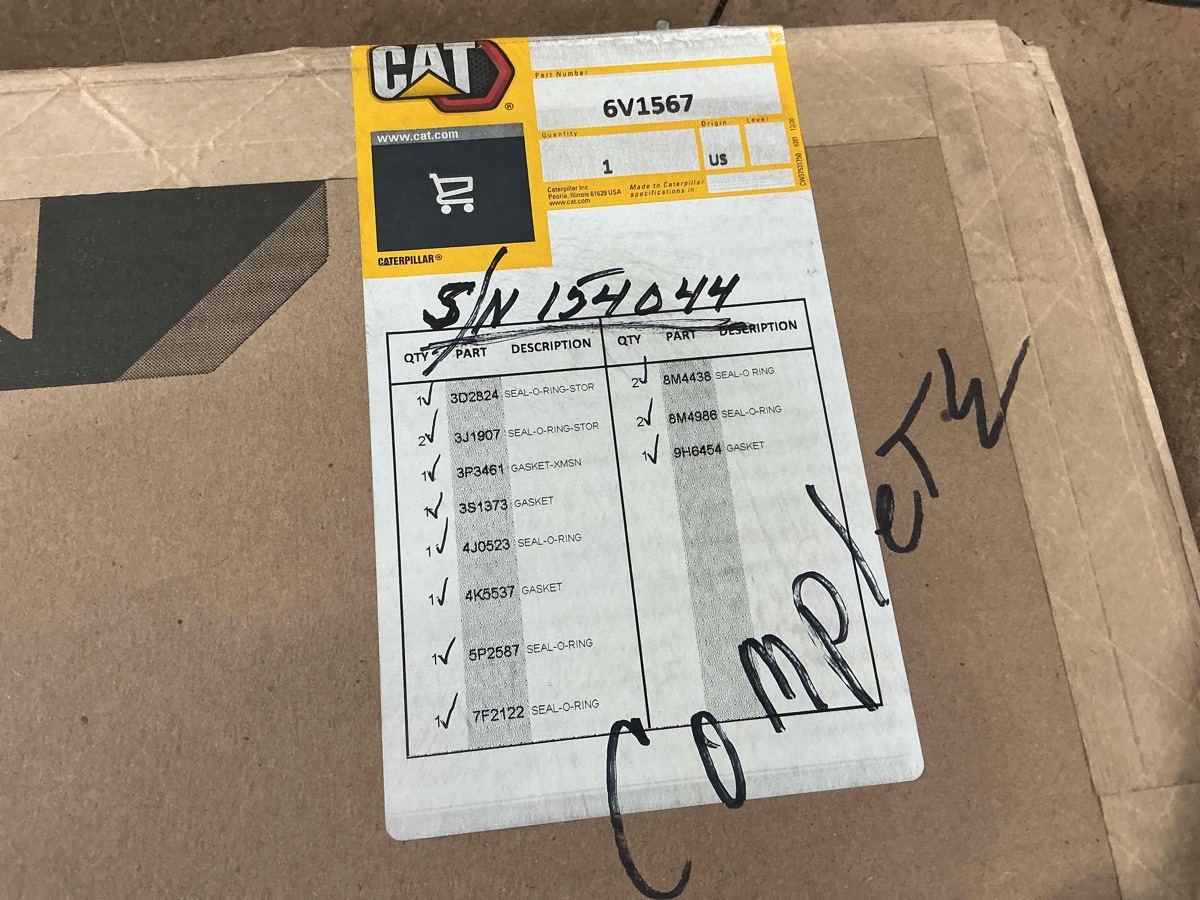 CAT®
www.cat.com
CATERPILLAR®
Part Number
6V1567
Quantity
1
Origin
US
Level
Caterpillar Inc.
Peoria, Illinois 61629 USA
www.cat.com
Made to Caterpillar
specifications in
S/N 154044
QTY PART DESCRIPTION
1 3D2824 SEAL-O-RING-STOR
2 3J1907 SEAL-O-RING-STOR
1 3P3461 GASKET-XMSN
1 3S1373 GASKET
1 4J0523 SEAL-O-RING
1 4K5537 GASKET
1 5P2587 SEAL-O-RING
1 7F2122 SEAL-O-RING
QTY PART DESCRIPTION
2 8M4438 SEAL-O RING
2 8M4986 SEAL-O-RING
1 9H6454 GASKET